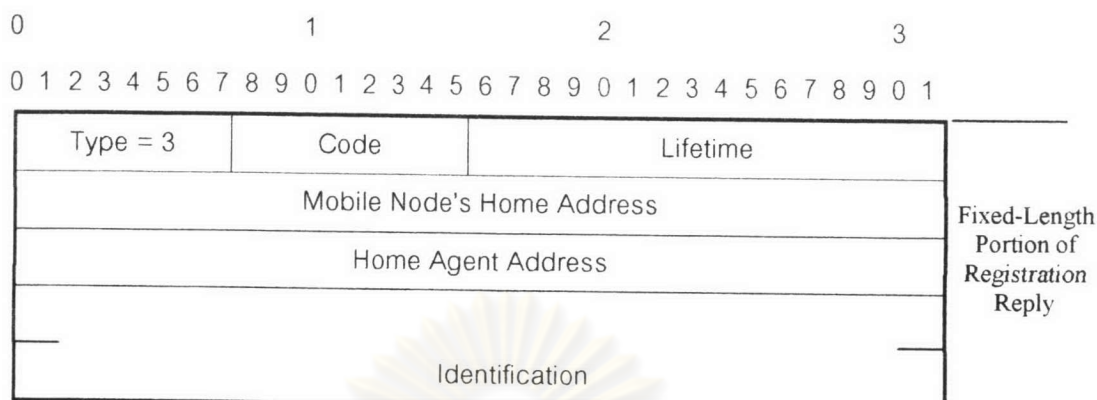 0 1 2 3
0 1 2 3 4 5 6 7 8 9 0 1 2 3 4 5 6 7 8 9 0 1 2 3 4 5 6 7 8 9 0 1
Type = 3 Code Lifetime
Mobile Node's Home Address
Home Agent Address
Identification
Fixed-Length
Portion of
Registration
Reply